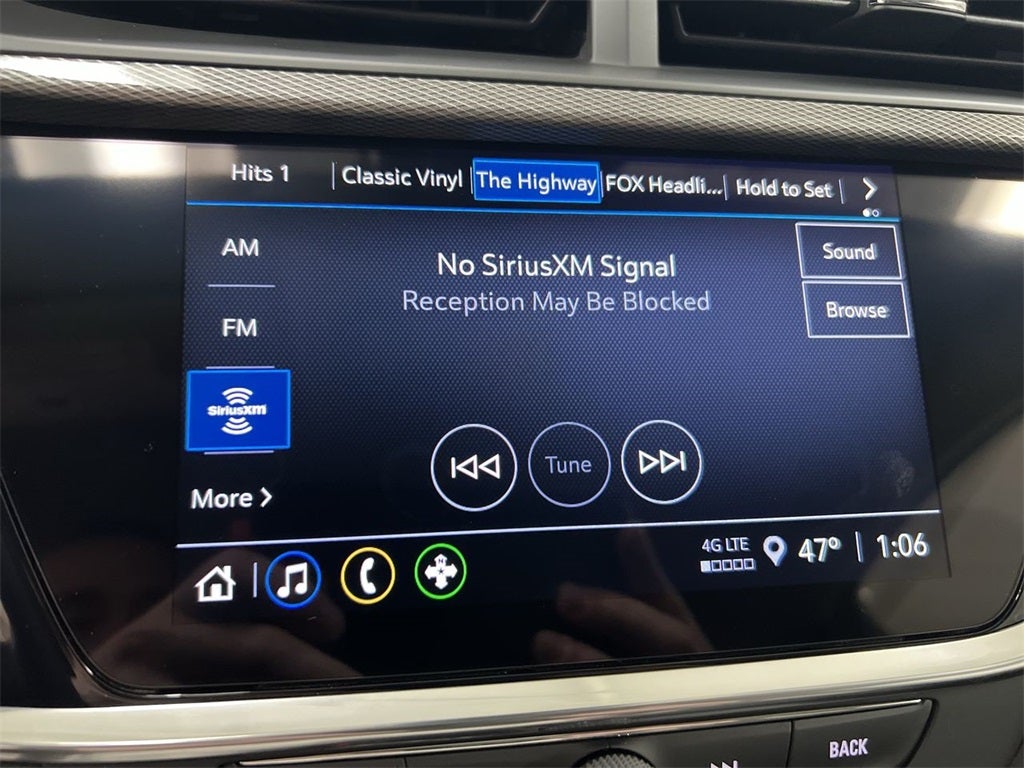 Hits 1 Classic Vinyl The Highway FOX Headli... Hold to Set
AM
No SiriusXM Signal
Sound
Reception May Be Blocked
Browse
FM
SiriusXM
Tune
More
4G LTE
47° 1:06
BACK